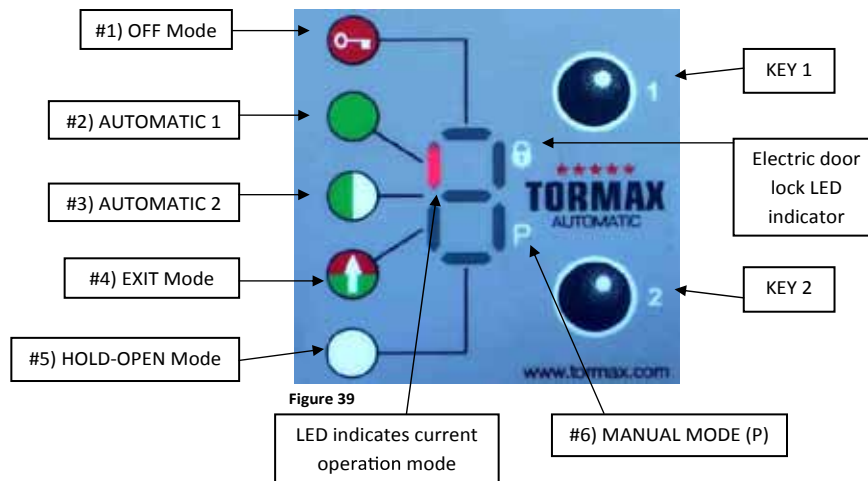 #1) OFF Mode
#2) AUTOMATIC 1
#3) AUTOMATIC 2
#4) EXIT Mode
#5) HOLD-OPEN Mode
1
TORMAX
AUTOMATIC
P
2
www.tormax.com
KEY 1
Electric door
lock LED
indicator
KEY 2
Figure 39
LED indicates current
operation mode
#6) MANUAL MODE (P)